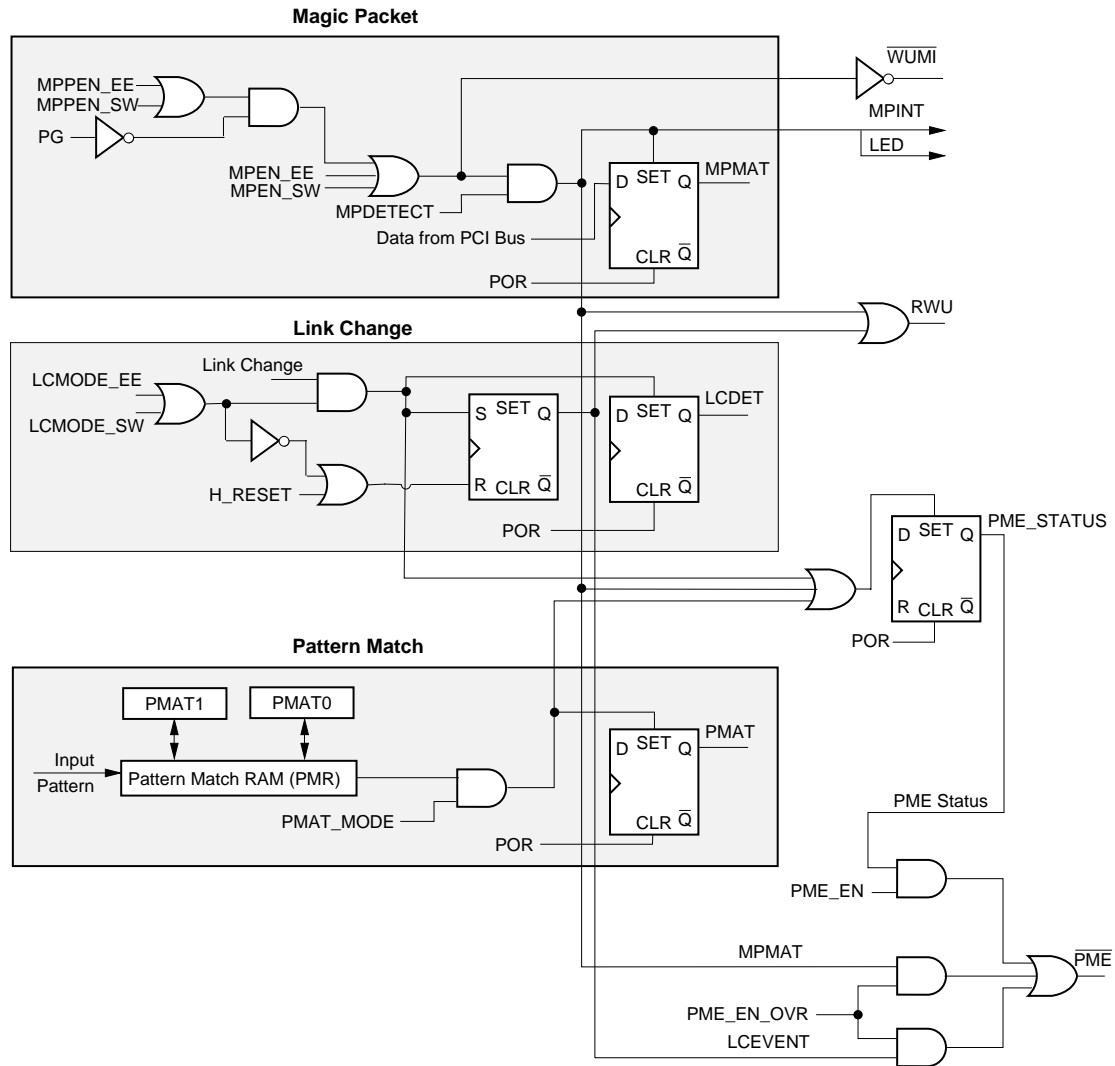 Magic Packet
MPPEN_EE
MPPEN_SW
PG
MPEN_EE
MPEN_SW
MPDETECT
Data from PCI Bus
POR
D SET Q
CLR Q
MPMAT
WUMI
MPINT
LED
RWU
Link Change
LCMODE_EE
LCMODE_SW
Link Change
H_RESET
S SET Q
R CLR Q
D SET Q
CLR Q
LCDET
POR
D SET Q
R CLR Q
PME_STATUS
POR
Pattern Match
PMAT1
PMAT0
Input
Pattern
Pattern Match RAM (PMR)
PMAT_MODE
D SET Q
CLR Q
PMAT
POR
PME Status
PME_EN
MPMAT
PME_EN_OVR
LCEVENT
PME